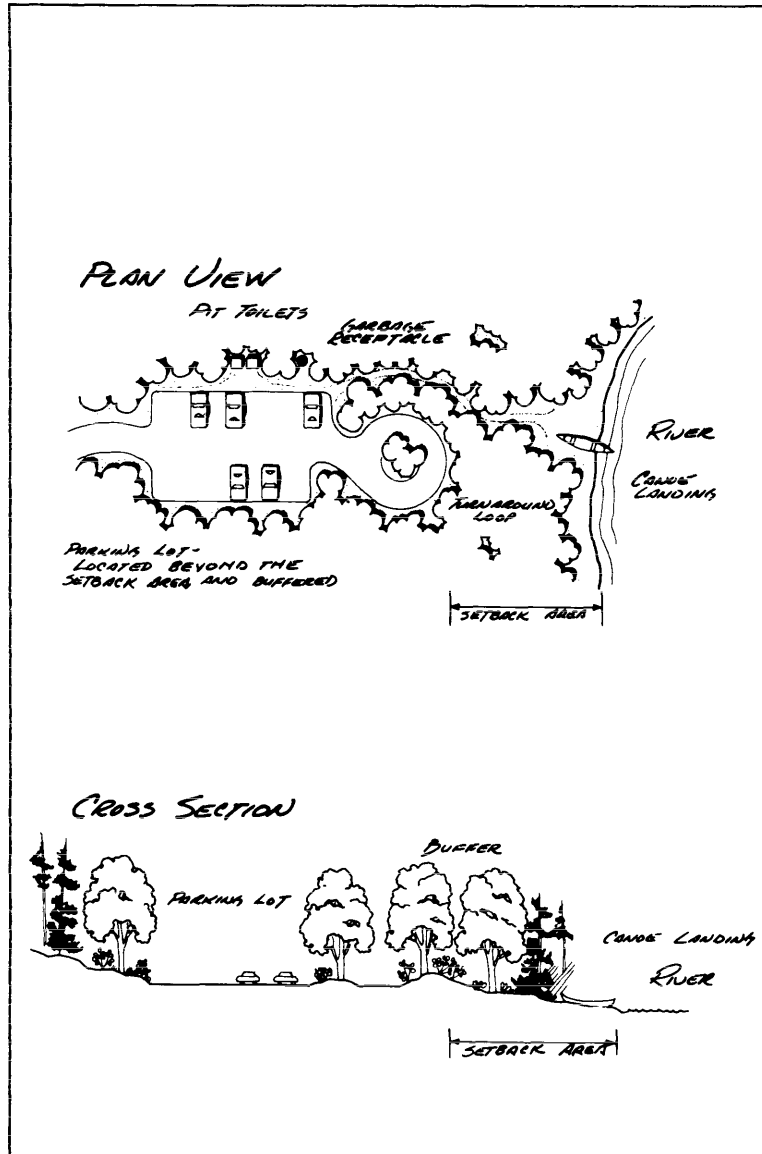 PLAN VIEW
PIT TOILETS
GARBAGE
RECEPTACLE
RIVER
CANOE
LANDING
TURNAROUND
LOOP
PARKING LOT-
LOCATED BEYOND THE
SETBACK AREA AND BUFFERED
SETBACK AREA
CROSS SECTION
BUFFER
PARKING LOT
CANOE LANDING
RIVER
SETBACK AREA